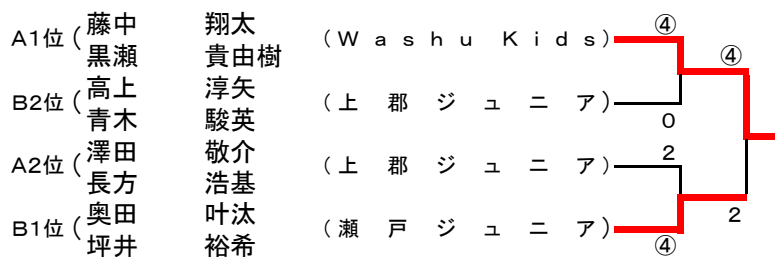 ④
藤中 翔太
A1位 ( (Washu Kids)
黒瀬 貴由樹
④
高上 淳矢
B2位 ( (上郡ジュニア)
青木 駿英
0
2
澤田 敬介
A2位 ( (上郡ジュニア)
長方 浩基
奥田 叶汰
B1位 ( (瀬戸ジュニア)
坪井 裕希
④
2